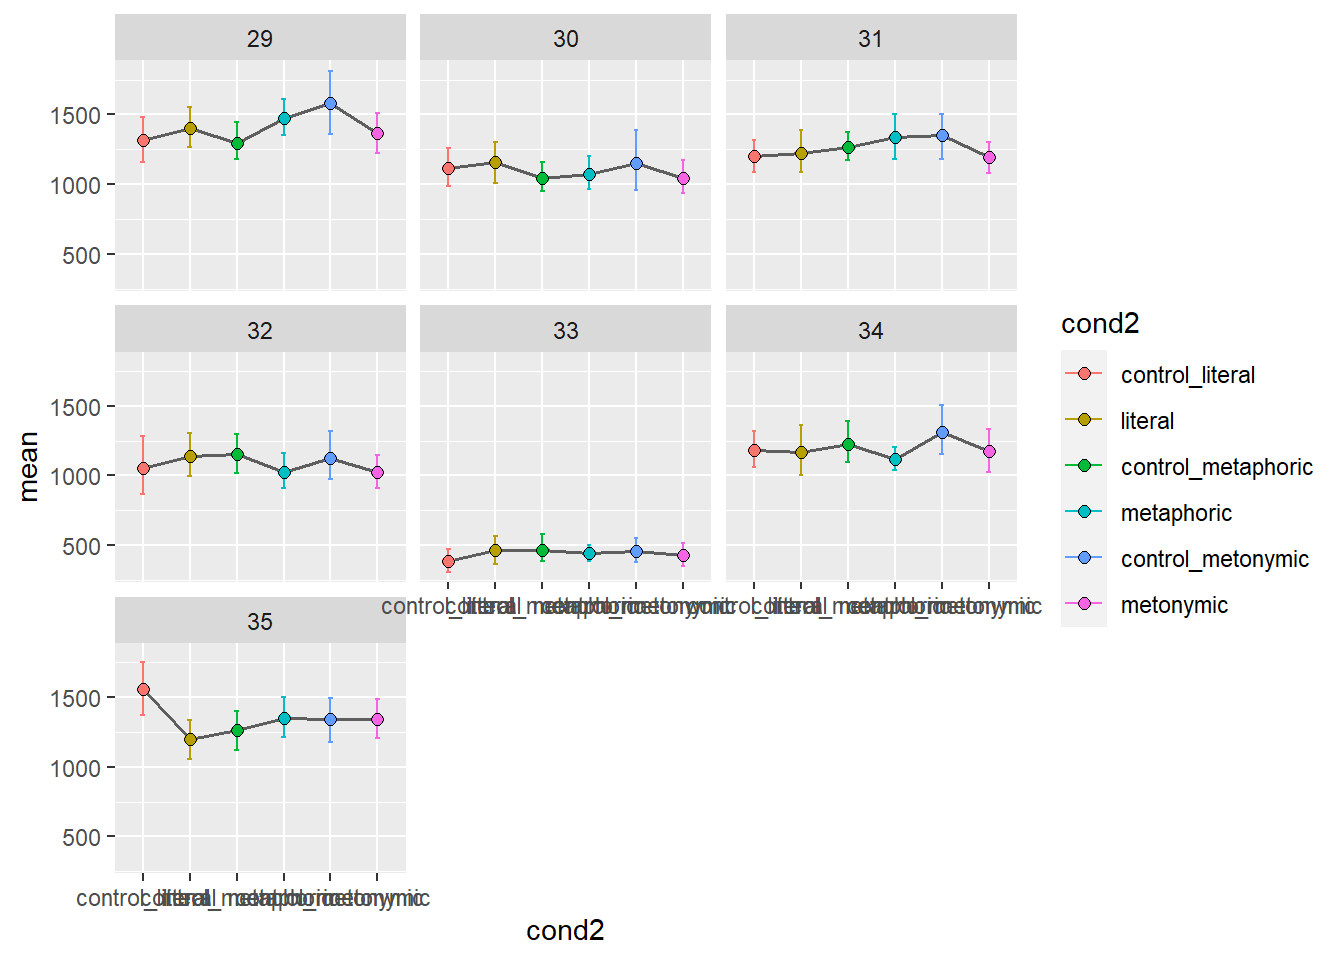 29
30
31
1500
1000
500
32
33
34
1500
1000
500
mean
35
1500
1000
500
cond2
cond2
control_literal
literal
control_metaphoric
metaphoric
control_metonymic
metonymic